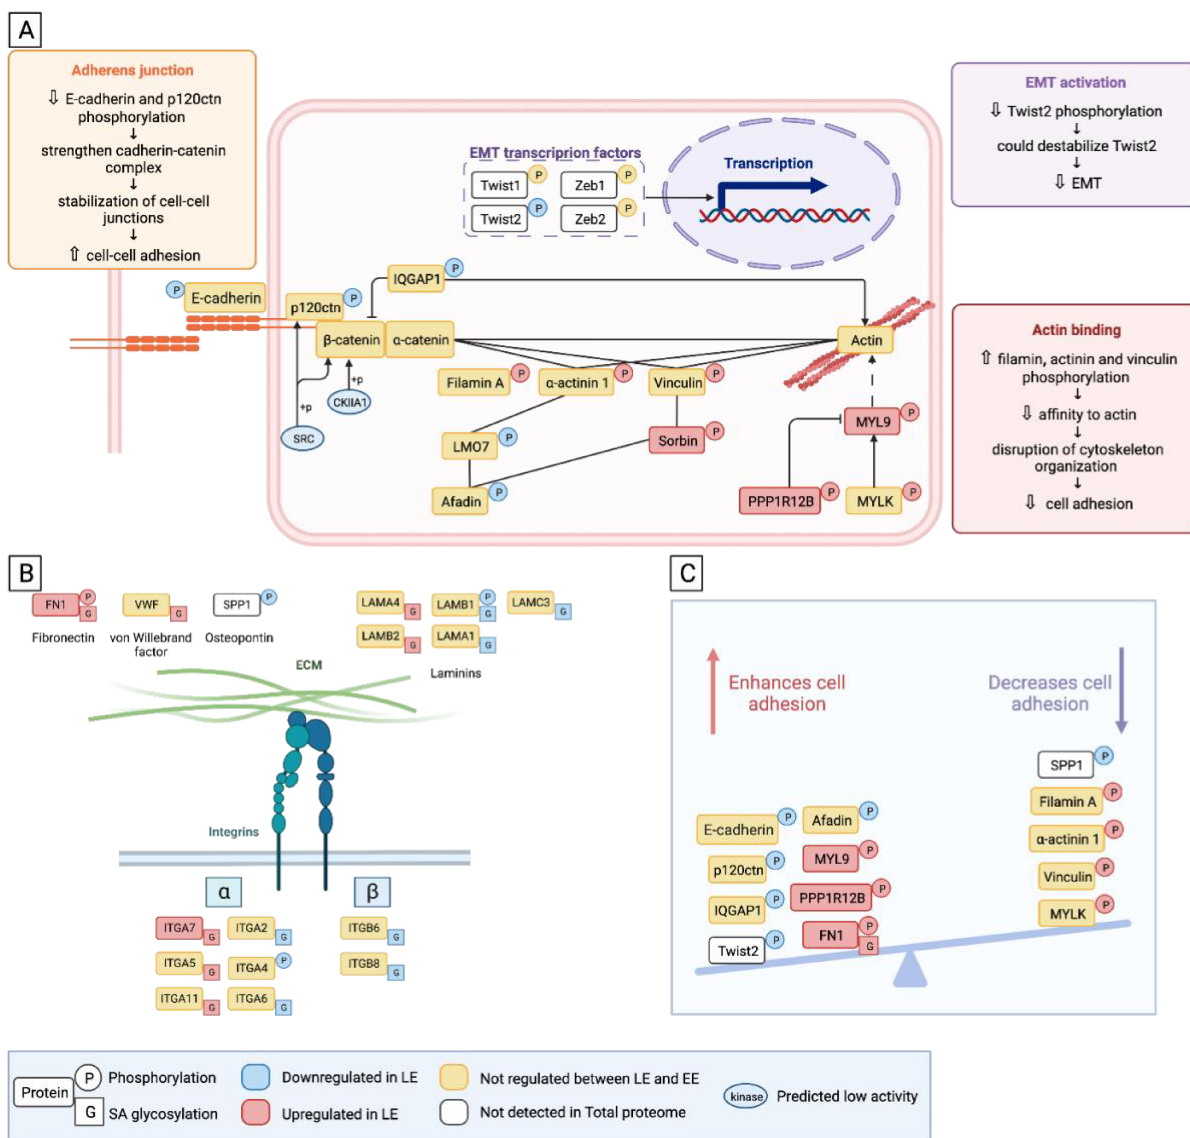 A
Adherens junction
⇩ E-cadherin and p120ctn
phosphorylation
↓
strengthen cadherin-catenin
complex
↓
stabilization of cell-cell
junctions
↓
⇧ cell-cell adhesion
EMT transcriprion factors
Twist1 P
Zeb1 P
Twist2 P
Zeb2 P
Transcription
EMT activation
⇩ Twist2 phosphorylation
↓
could destabilize Twist2
↓
⇩ EMT
P E-cadherin
p120ctn P
IQGAP1 P
β-catenin
α-catenin
Actin
Filamin A P
α-actinin 1 P
Vinculin P
+p
CKIIA1
+p
SRC
LMO7 P
Sorbin P
MYL9 P
Afadin P
PPP1R12B P
MYLK P
Actin binding
⇧ filamin, actinin and vinculin
phosphorylation
↓
⇩ affinity to actin
↓
disruption of cytoskeleton
organization
↓
⇩ cell adhesion
B
FN1 P G
VWF G
SPP1 P
Fibronectin
von Willebrand
factor
Osteopontin
LAMA4 G
LAMB1 P G
LAMC3 G
LAMB2 G
LAMA1 G
Laminins
ECM
Integrins
α
β
ITGA7 G
ITGA2 G
ITGB6 G
ITGA5 G
ITGA4 P
ITGB8 G
ITGA11 G
ITGA6 G
C
Enhances cell
adhesion
Decreases cell
adhesion
E-cadherin P
Afadin P
p120ctn P
MYL9 P
IQGAP1 P
PPP1R12B P
Twist2 P
FN1 P G
SPP1 P
Filamin A P
α-actinin 1 P
Vinculin P
MYLK P
Protein
P Phosphorylation
G SA glycosylation
Downregulated in LE
Upregulated in LE
Not regulated between LE and EE
Not detected in Total proteome
kinase Predicted low activity